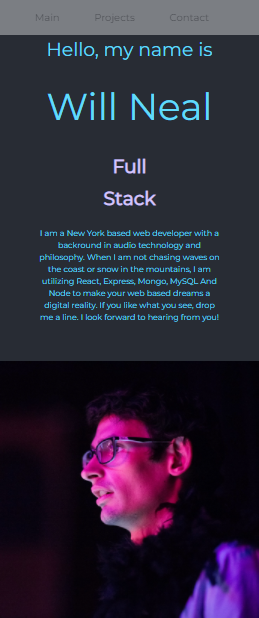 Main Projects Contact
Hello, my name is
Will Neal
Full
Stack
I am a New York based web developer with a
backround in audio technology and
philosophy. When I am not chasing waves on
the coast or snow in the mountains, I am
utilizing React, Express, Mongo, MySQL And
Node to make your web based dreams a
digital reality. If you like what you see, drop
me a line. I look forward to hearing from you!